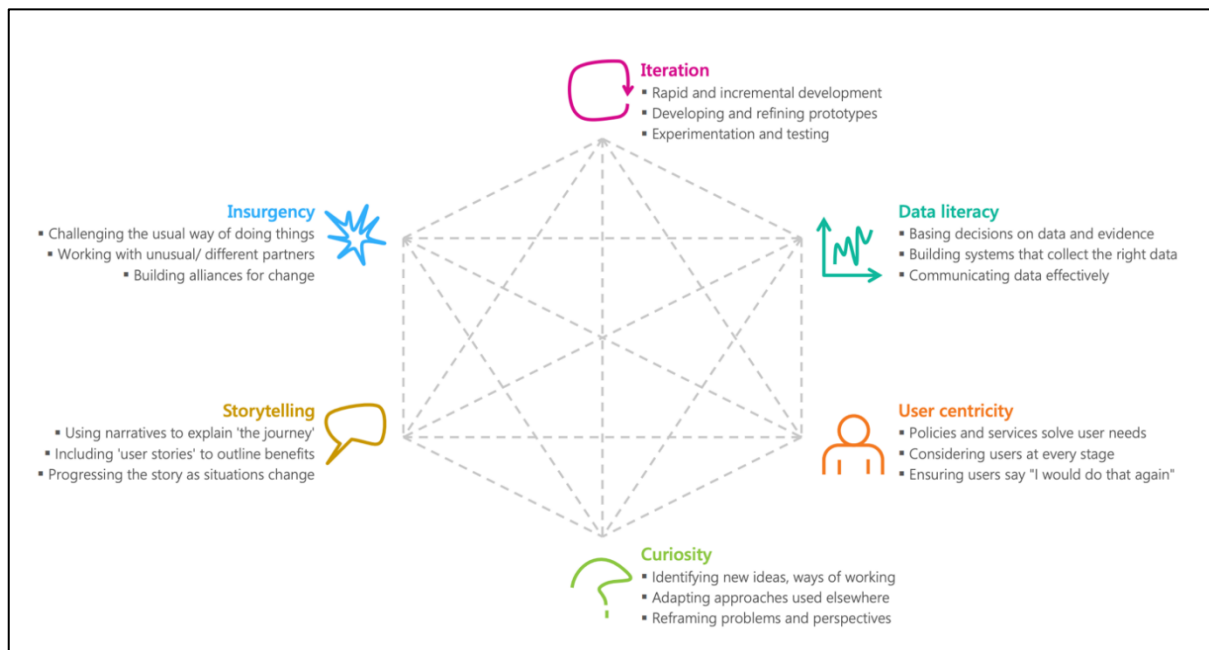 Iteration
▪ Rapid and incremental development
▪ Developing and refining prototypes
▪ Experimentation and testing
Insurgency
▪ Challenging the usual way of doing things
▪ Working with unusual/ different partners
▪ Building alliances for change
Data literacy
▪ Basing decisions on data and evidence
▪ Building systems that collect the right data
▪ Communicating data effectively
Storytelling
▪ Using narratives to explain 'the journey'
▪ Including 'user stories' to outline benefits
▪ Progressing the story as situations change
User centricity
▪ Policies and services solve user needs
▪ Considering users at every stage
▪ Ensuring users say "I would do that again"
Curiosity
▪ Identifying new ideas, ways of working
▪ Adapting approaches used elsewhere
▪ Reframing problems and perspectives